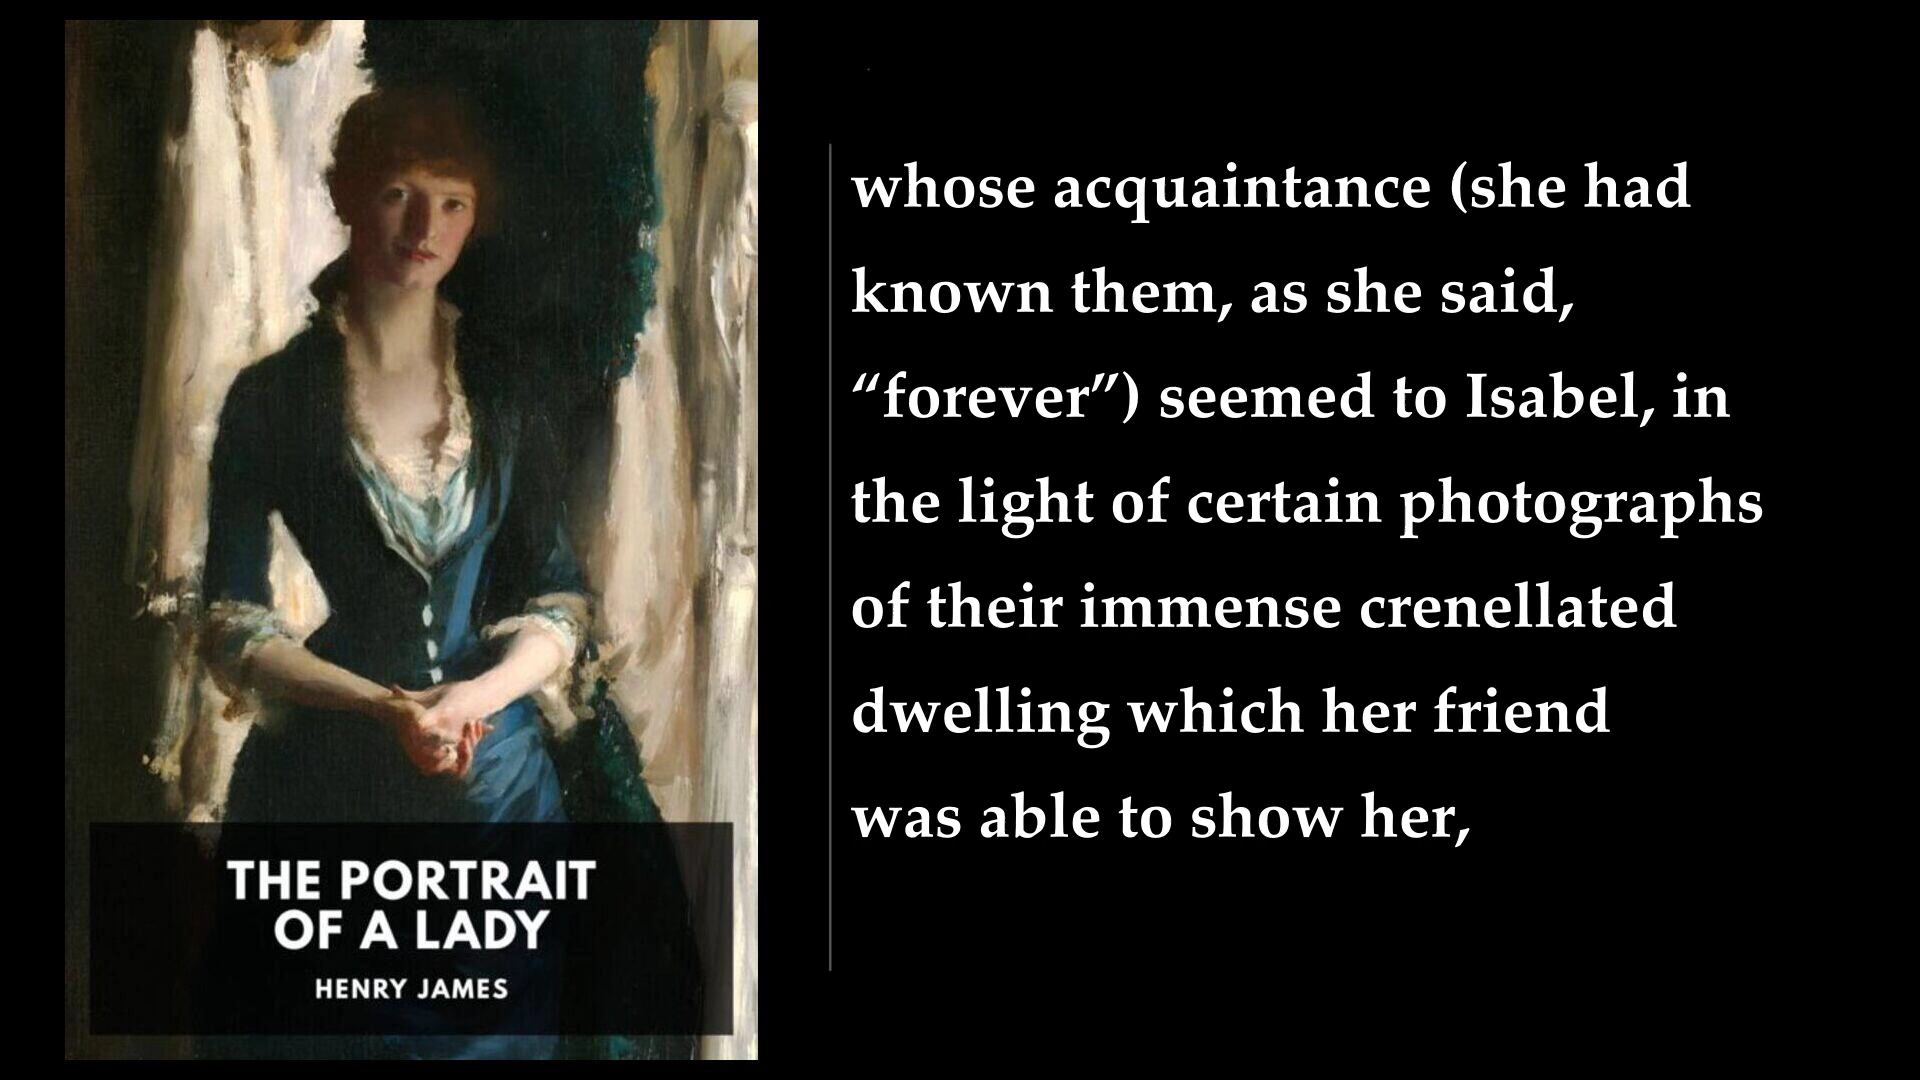 THE PORTRAIT
OF A LADY
HENRY JAMES
whose acquaintance (she had
known them, as she said,
“forever”) seemed to Isabel, in
the light of certain photographs
of their immense crenellated
dwelling which her friend
was able to show her,